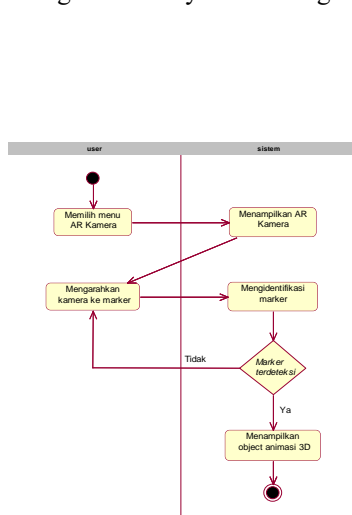 user
sistem
Memilih menu
AR Kamera
Menampilkan AR
Kamera
Mengarahkan
kamera ke marker
Mengidentifikasi
marker
Tidak
Marker
terdeksi
Ya
Menampilkan
object animasi 3D